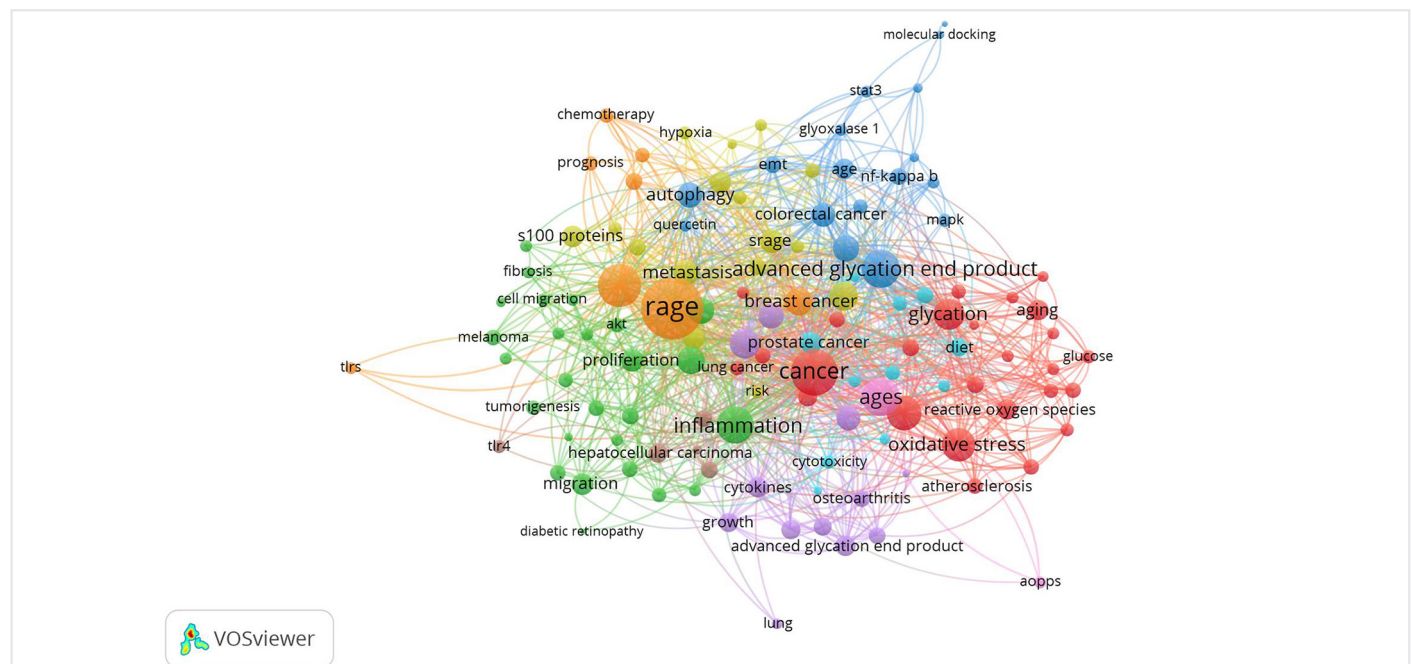 molecular docking
stat3
chemotherapy
glyoxalase 1
hypoxia
prognosis
emt
age
nf-kappa b
autophagy
colorectal cancer
mapk
quercetin
s100 proteins
srage
fibrosis
metastasis
advanced glycation end product
cell migration
rage
breast cancer
glycation
aging
akt
melanoma
prostate cancer
diet
glucose
proliferation
lung cancer
cancer
tlrs
risk
ages
tumorigenesis
reactive oxygen species
inflammation
tlr4
hepatocellular carcinoma
oxidative stress
cytotoxicity
migration
cytokines
osteoarthritis
atherosclerosis
growth
diabetic retinopathy
advanced glycation end product
aopps
lung
VOSviewer